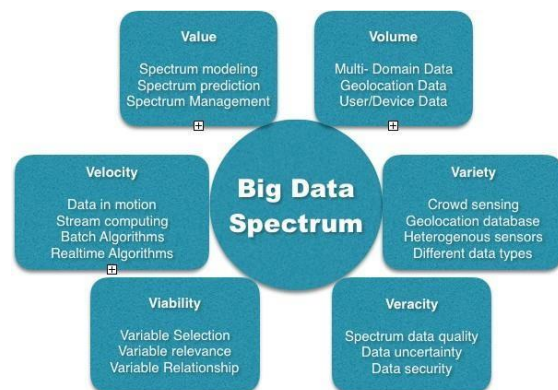 Value
Spectrum modeling
Spectrum prediction
Spectrum Management
Volume
Multi- Domain Data
Geolocation Data
User/Device Data
Velocity
Data in motion
Stream computing
Batch Algorithms
Realtime Algorithms
Big Data
Spectrum
Variety
Crowd sensing
Geolocation database
Heterogenous sensors
Different data types
Viability
Variable Selection
Variable relevance
Variable Relationship
Veracity
Spectrum data quality
Data uncertainty
Data security